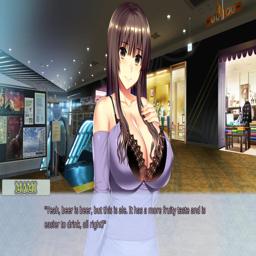 "Yeah, beer is beer, but this is ale. It has a more fruity taste and is
easier to drink, all right?"